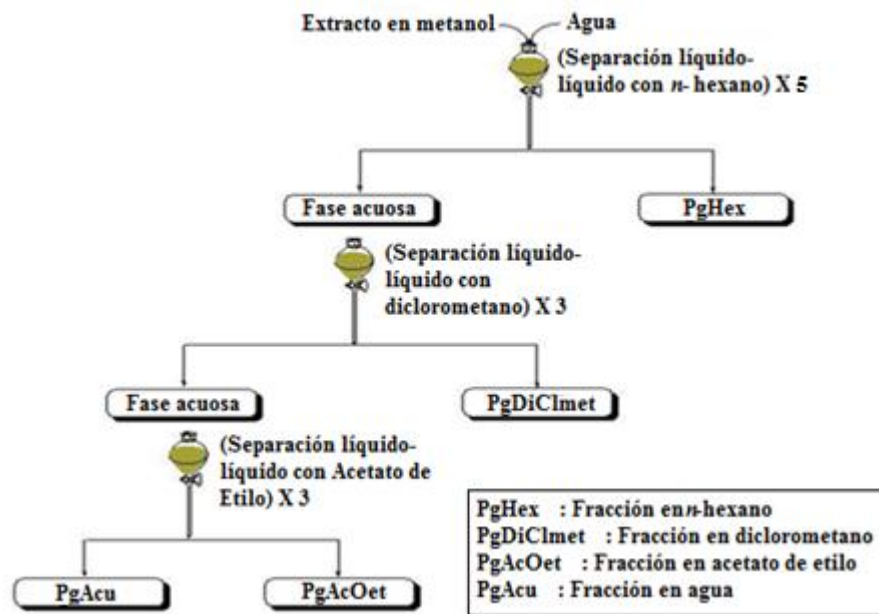 Extracto en metanol
Agua
(Separación líquido-
líquido con n- hexano) X 5
Fase acuosa
PgHex
(Separación líquido-
líquido con
diclorometano) X 3
Fase acuosa
PgDiClmet
(Separación líquido-
líquido con Acetato de
Etilo) X 3
PgAcu
PgAcOet
PgHex : Fracción en n-hexano
PgDiClmet : Fracción en diclorometano
PgAcOet : Fracción en acetato de etilo
PgAcu : Fracción en agua